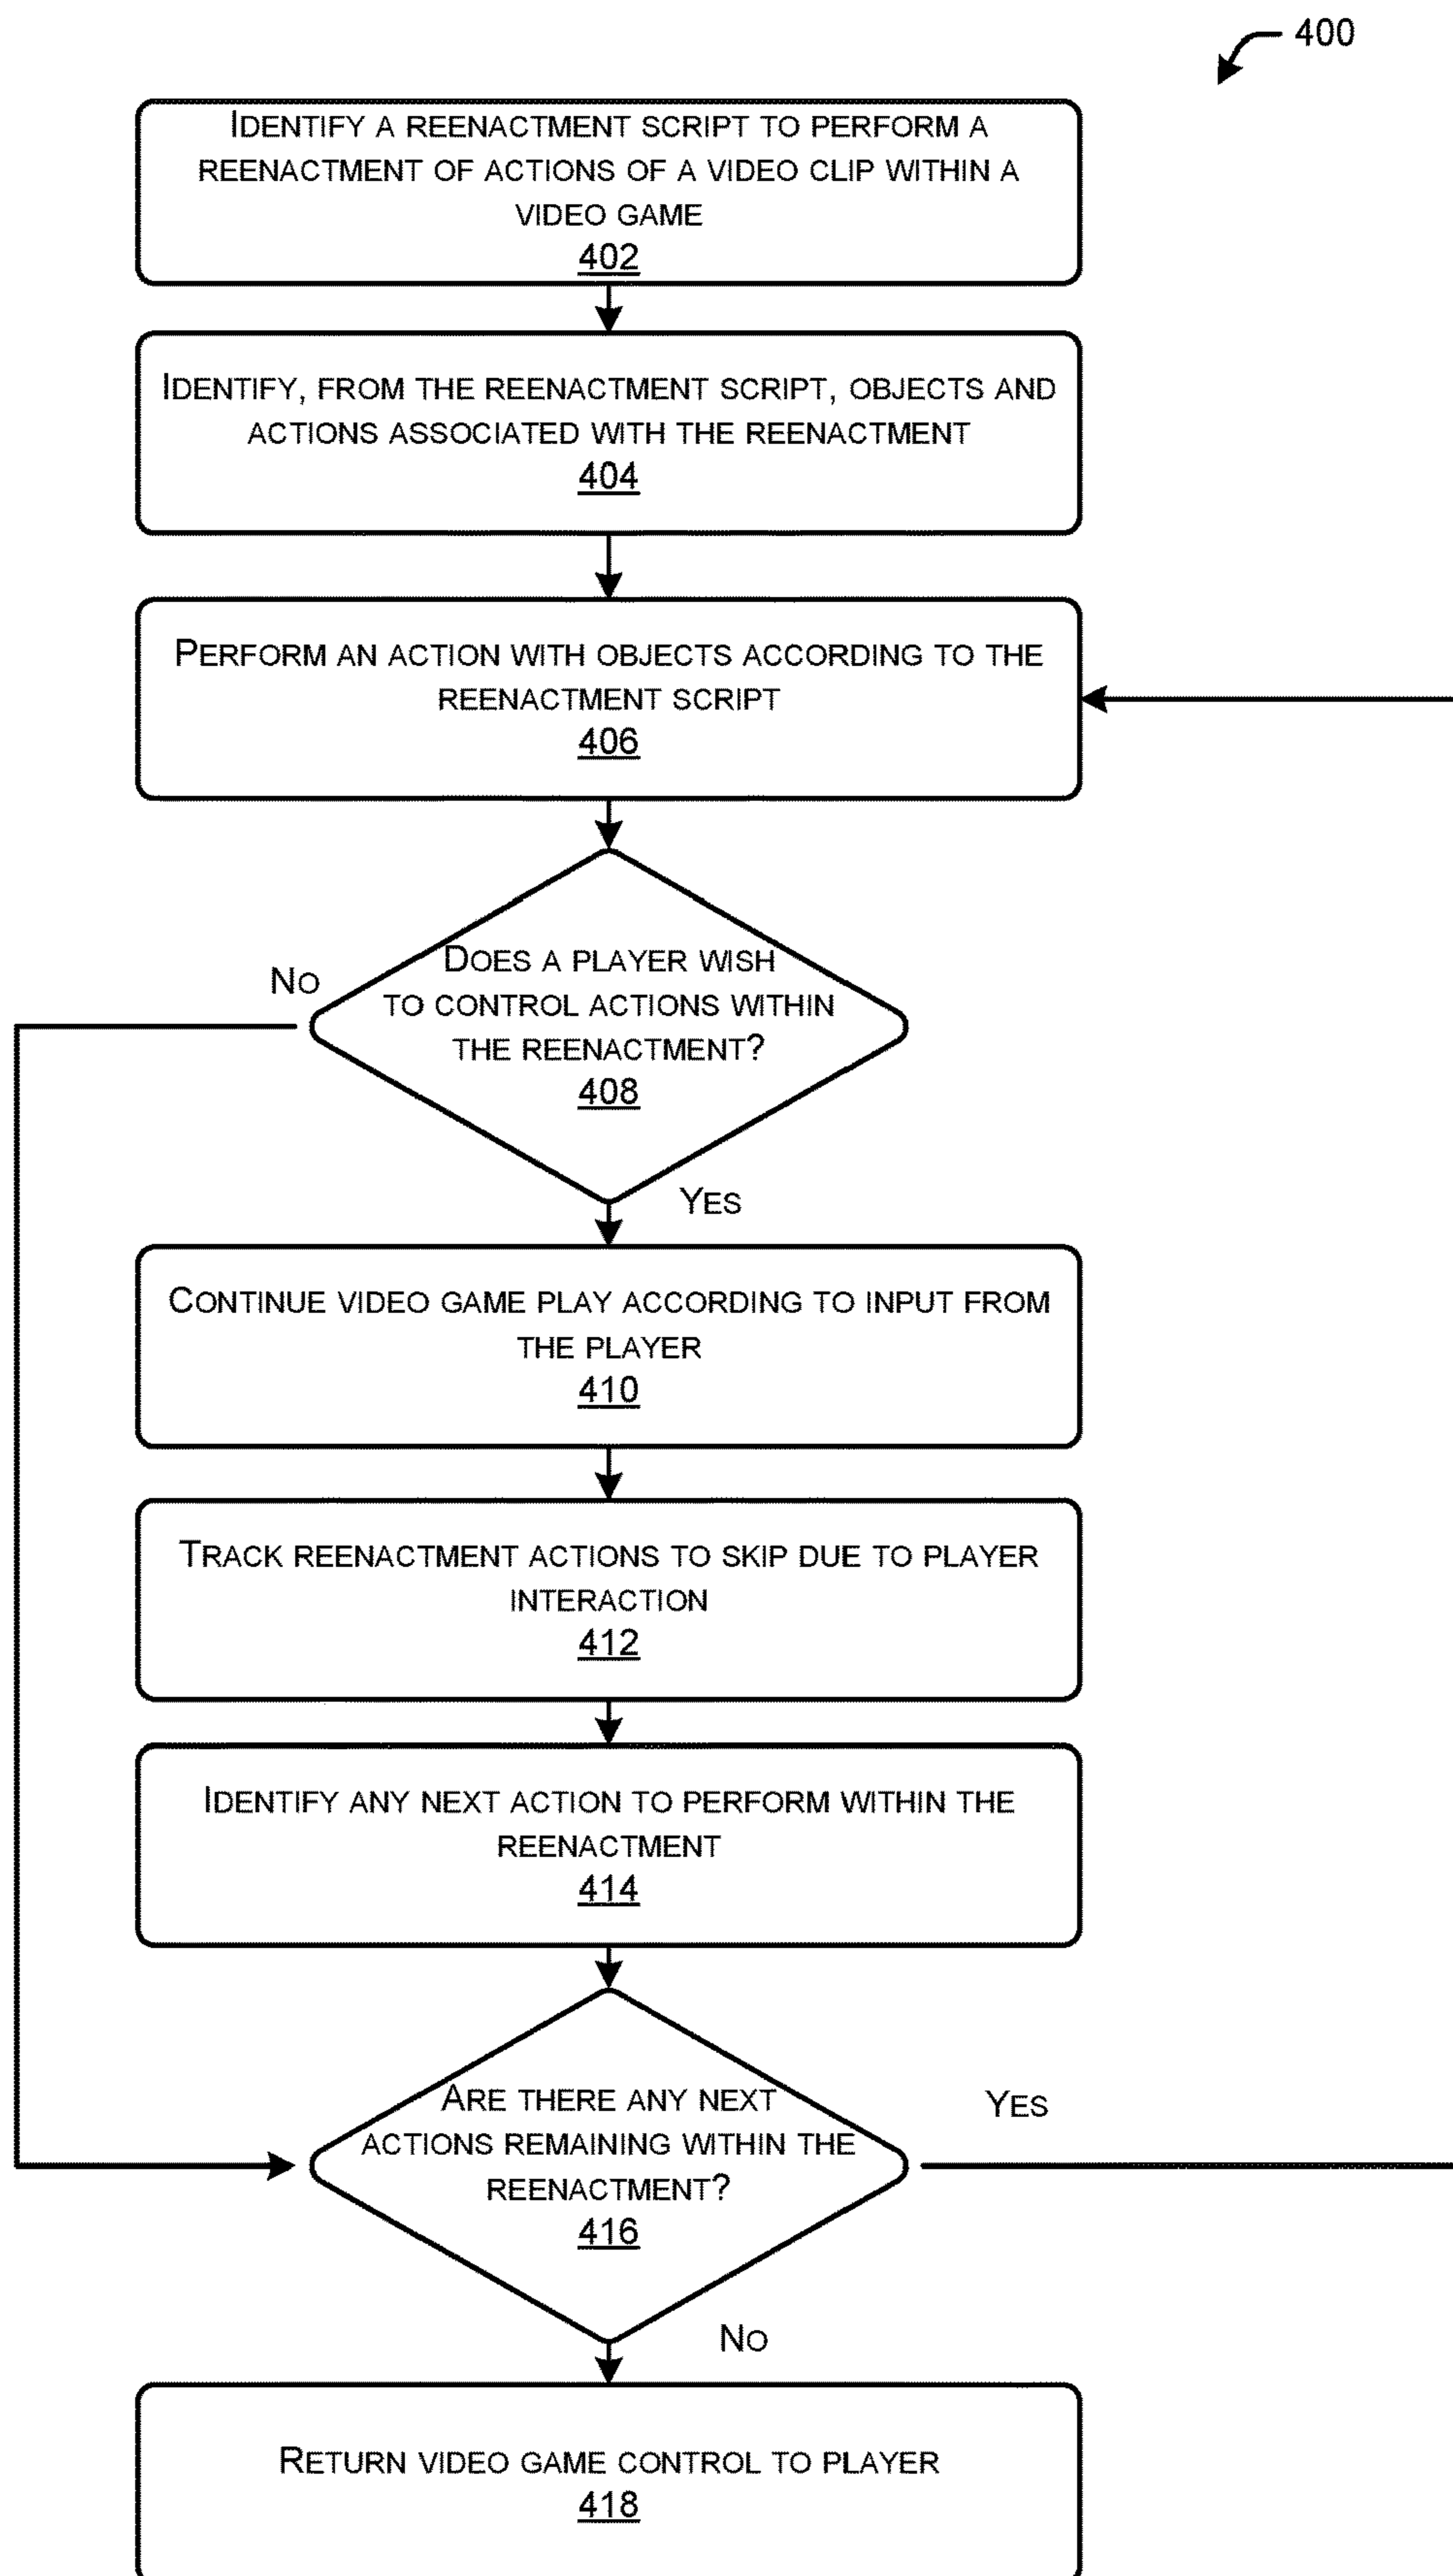 400
IDENTIFY A REENACTMENT SCRIPT TO PERFORM A
REENACTMENT OF ACTIONS OF A VIDEO CLIP WITHIN A
VIDEO GAME
402
IDENTIFY, FROM THE REENACTMENT SCRIPT, OBJECTS AND
ACTIONS ASSOCIATED WITH THE REENACTMENT
404
PERFORM AN ACTION WITH OBJECTS ACCORDING TO THE
REENACTMENT SCRIPT
406
DOES A PLAYER WISH
TO CONTROL ACTIONS WITHIN
THE REENACTMENT?
408
NO
YES
CONTINUE VIDEO GAME PLAY ACCORDING TO INPUT FROM
THE PLAYER
410
TRACK REENACTMENT ACTIONS TO SKIP DUE TO PLAYER
INTERACTION
412
IDENTIFY ANY NEXT ACTION TO PERFORM WITHIN THE
REENACTMENT
414
ARE THERE ANY NEXT
ACTIONS REMAINING WITHIN THE
REENACTMENT?
416
YES
NO
RETURN VIDEO GAME CONTROL TO PLAYER
418